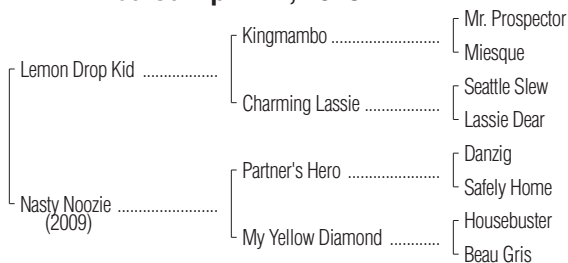 Kingmambo
Mr. Prospector
Miesque
Lemon Drop Kid
Charming Lassie
Seattle Slew
Lassie Dear
Partner's Hero
Danzig
Safely Home
Nasty Noozie
(2009)
My Yellow Diamond
Housebuster
Beau Gris